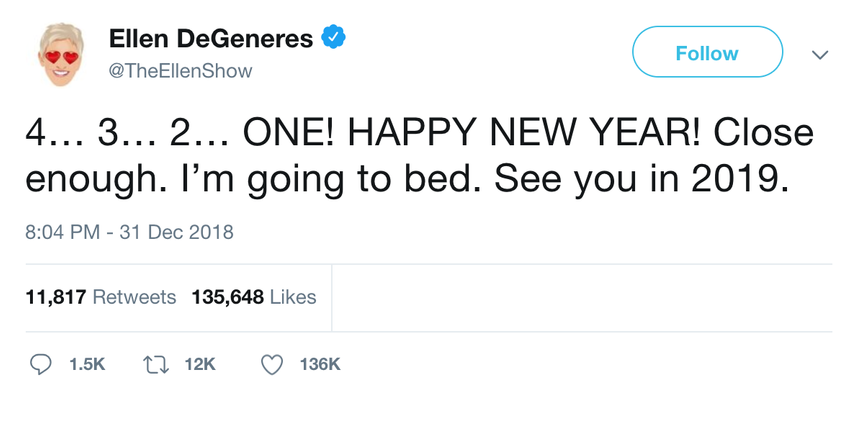 Ellen DeGeneres
@TheEllenShow
Follow
4... 3... 2... ONE! HAPPY NEW YEAR! Close
enough. I’m going to bed. See you in 2019.
8:04 PM - 31 Dec 2018
11,817 Retweets 135,648 Likes
1.5K 12K 136K